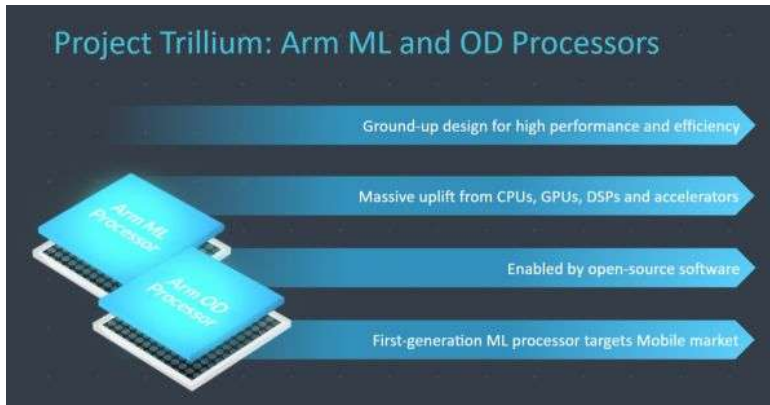 Project Trillium: Arm ML and OD Processors
Ground-up design for high performance and efficiency
Massive uplift from CPUs, GPUs, DSPs and accelerators
Arm ML
Processor
Enabled by open-source software
Arm OD
Processor
First-generation ML processor targets Mobile market